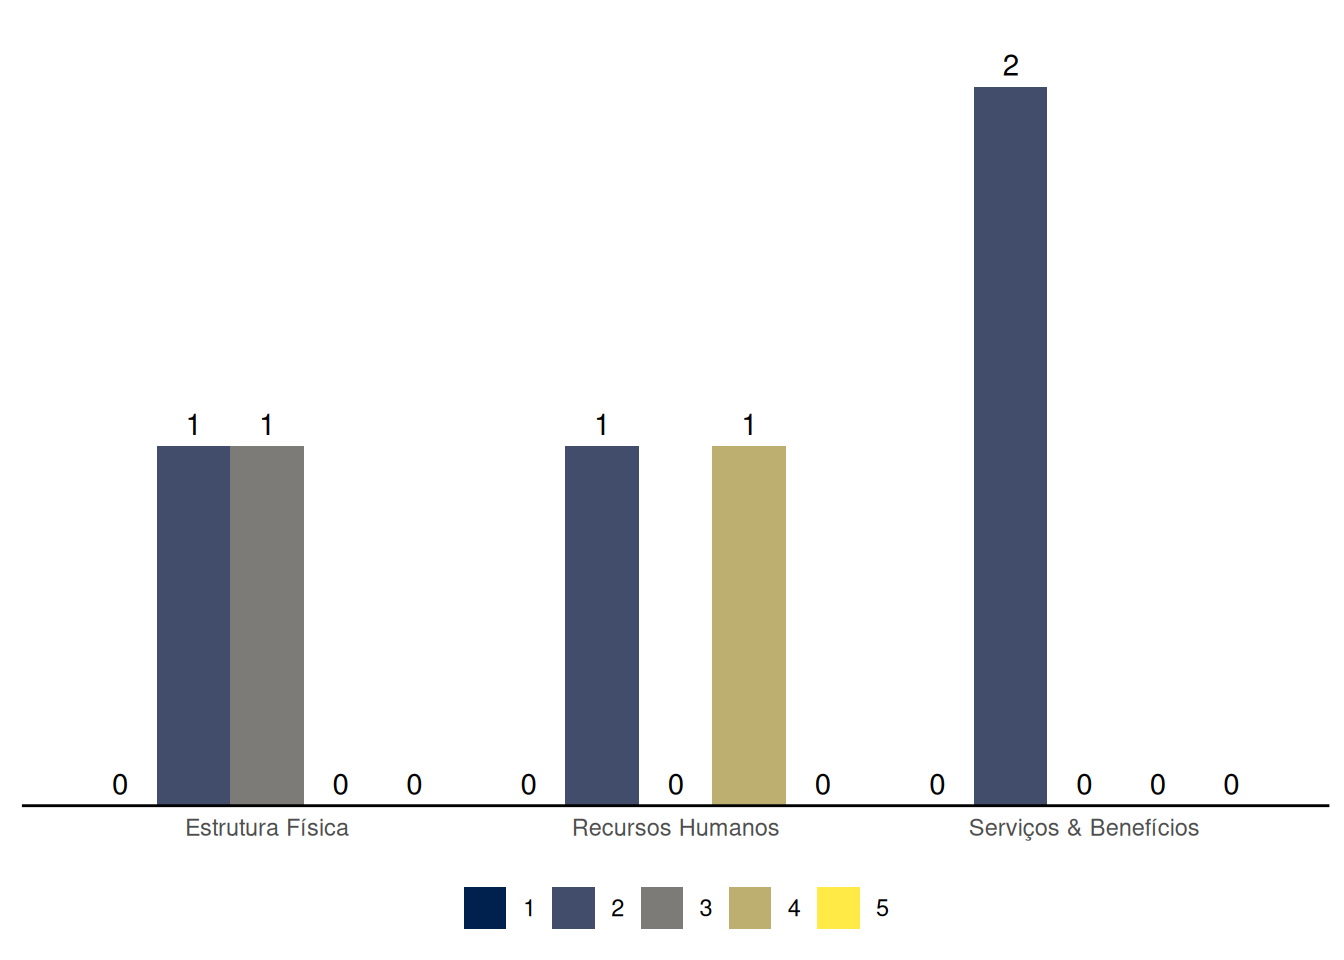 2
1 1 1 1
0 0 0 0 0 0 0 0 0 0
Estrutura Física Recursos Humanos Serviços & Benefícios
1 2 3 4 5